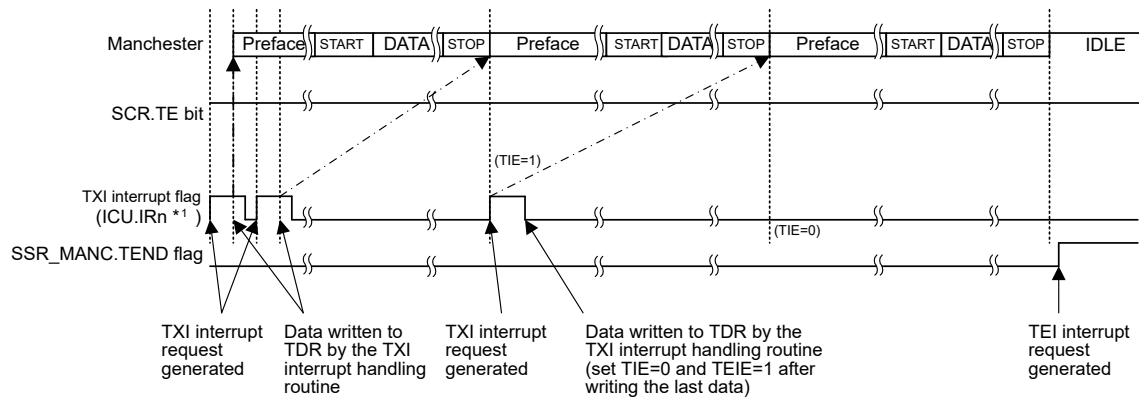 Manchester Preface START DATA STOP Preface START DATA STOP Preface START DATA STOP IDLE
SCR.TE bit
(TIE=1)
TXI interrupt flag
(ICU.IRn *1 )
(TIE=0)
SSR_MANC.TEND flag
TXI interrupt
request
generated
Data written to
TDR by the TXI
interrupt handling
routine
TXI interrupt
request
generated
Data written to TDR by the
TXI interrupt handling routine
(set TIE=0 and TEIE=1 after
writing the last data)
TEI interrupt
request
generated